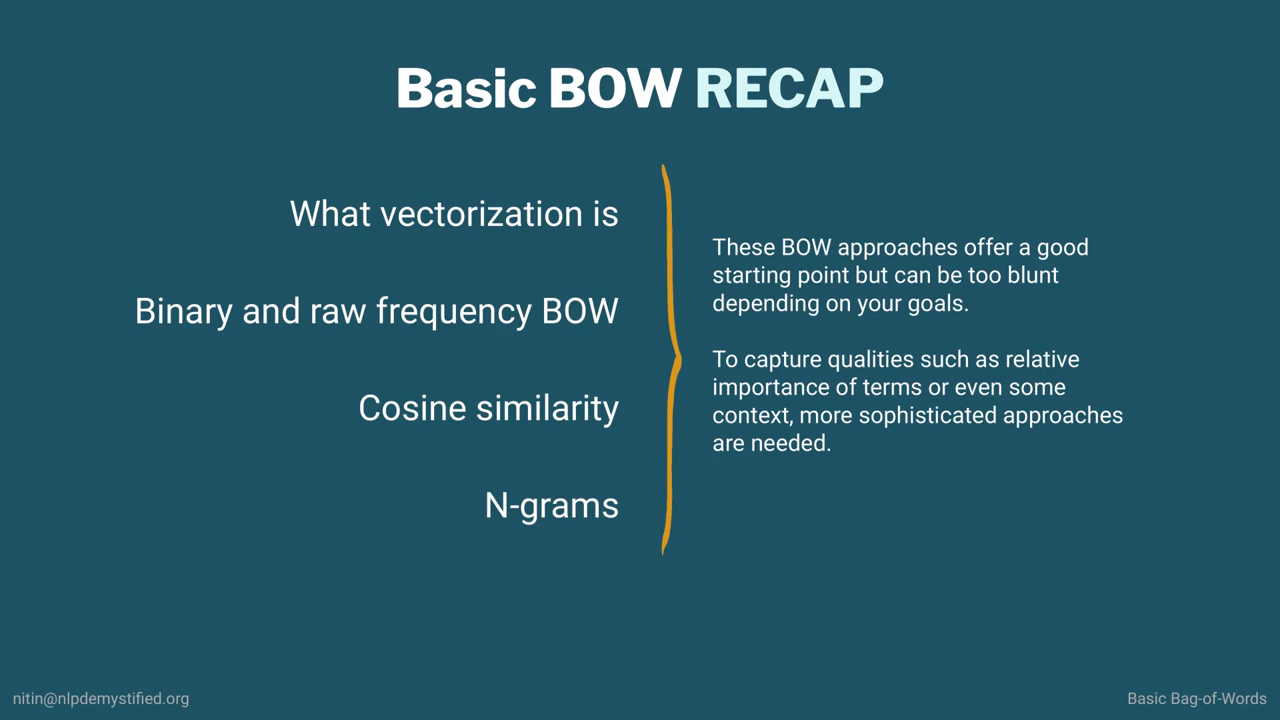 Basic BOW RECAP
What vectorization is
Binary and raw frequency BOW
Cosine similarity
N-grams
These BOW approaches offer a good
starting point but can be too blunt
depending on your goals.
To capture qualities such as relative
importance of terms or even some
context, more sophisticated approaches
are needed.
nitin@nlpdemystified.org
Basic Bag-of-Words